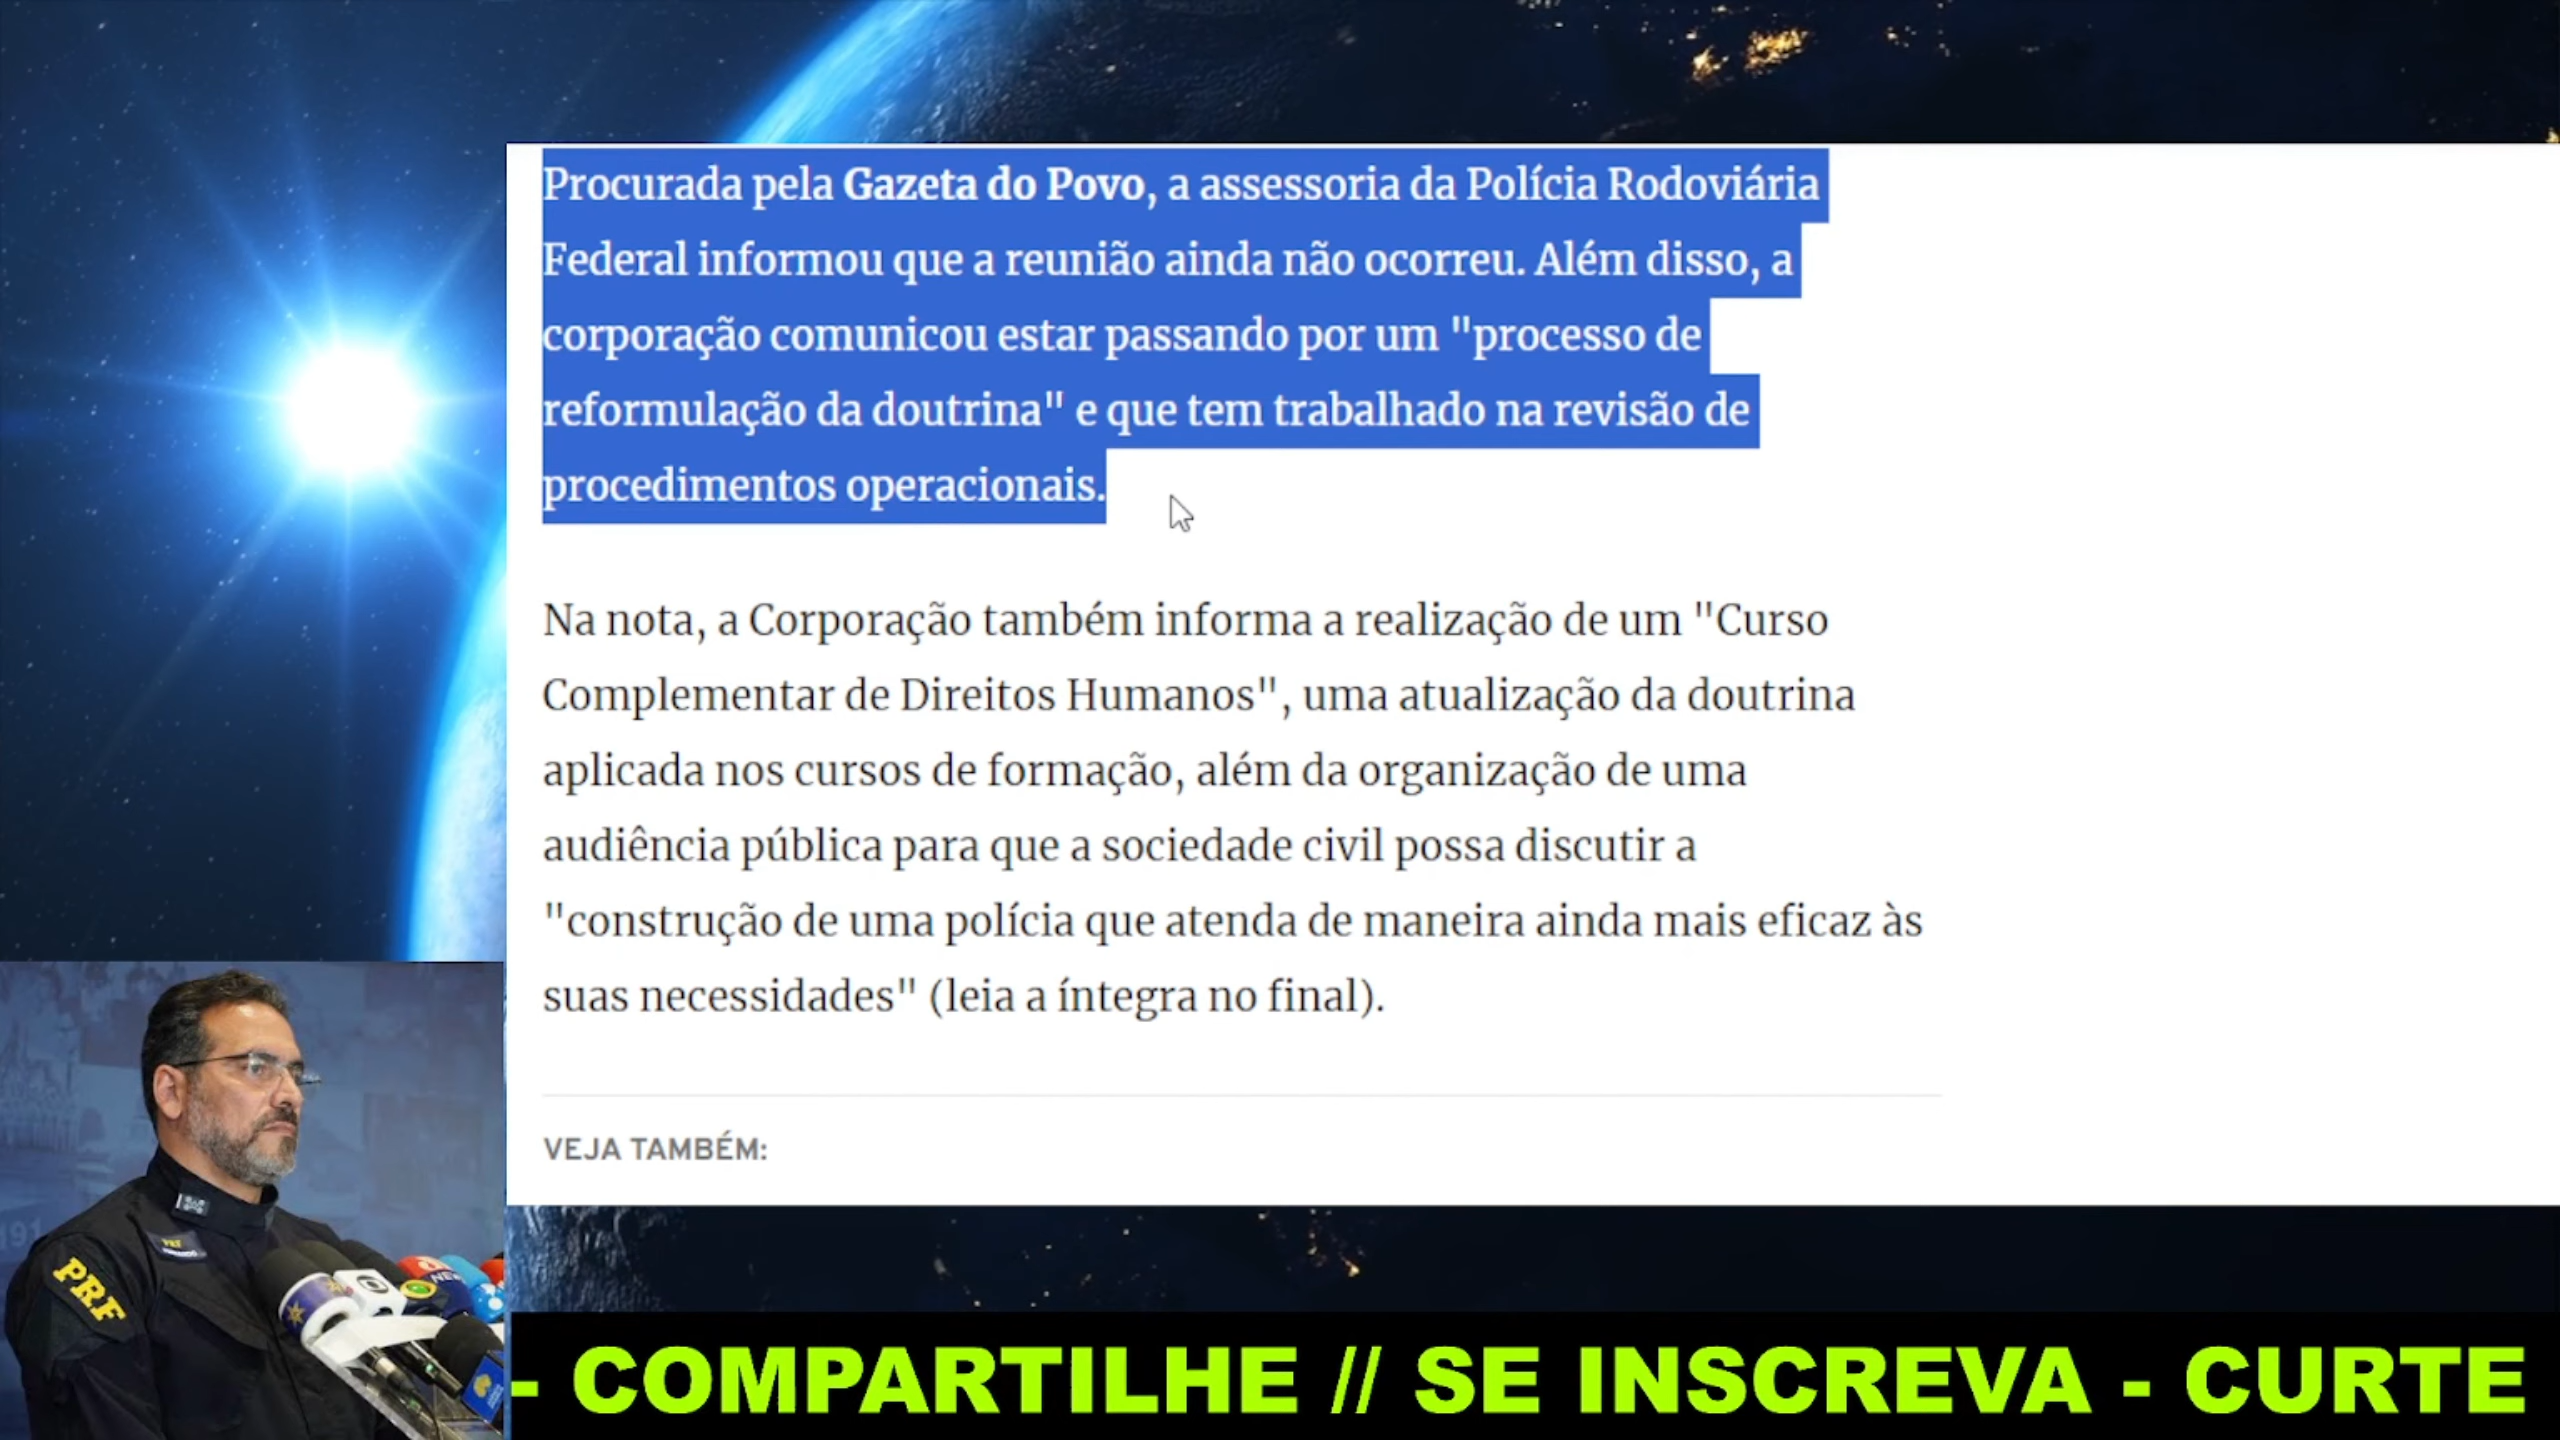 Procurada pela Gazeta do Povo, a assessoria da Polícia Rodoviária
Federal informou que a reunião ainda não ocorreu. Além disso, a
corporação comunicou estar passando por um "processo de
reformulação da doutrina" e que tem trabalhado na revisão de
procedimentos operacionais.
Na nota, a Corporação também informa a realização de um "Curso
Complementar de Direitos Humanos", uma atualização da doutrina
aplicada nos cursos de formação, além da organização de uma
audiência pública para que a sociedade civil possa discutir a
"construção de uma polícia que atenda de maneira ainda mais eficaz às
suas necessidades" (leia a íntegra no final).
VEJA TAMBÉM:
191
PRF
PRF
NEW
- COMPARTILHE // SE INSCREVA - CURTE